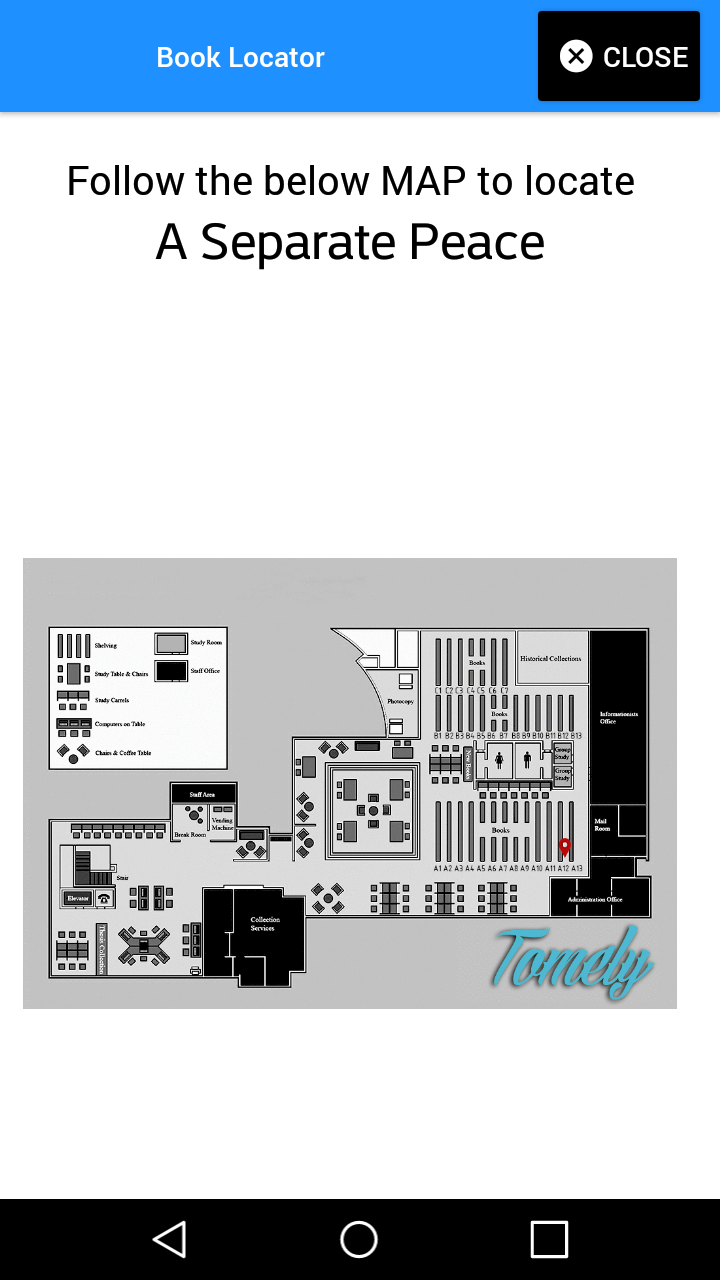 Book Locator
CLOSE
Follow the below MAP to locate
A Separate Peace
Shelving
Study Room
Study Table & Chairs
Staff Office
Study Carrels
Computers on Table
Chairs & Coffee Table
Books
Historical Collections
C1 C2 C3 C4 C5 C6 C7
Photocopy
Books
Informationists
Office
B1 B2 B3 B4 B5 B6 B7 B8 B9 B10 B11 B12 B13
New Books
Group
Study
Group
Study
Staff Area
Vending
Machine
Break Room
Books
Mail
Room
A1 A2 A3 A4 A5 A6 A7 A8 A9 A10 A11 A12 A13
Stair
Elevator
Administration Office
Collection
Services
Thesis Collection
Tomely